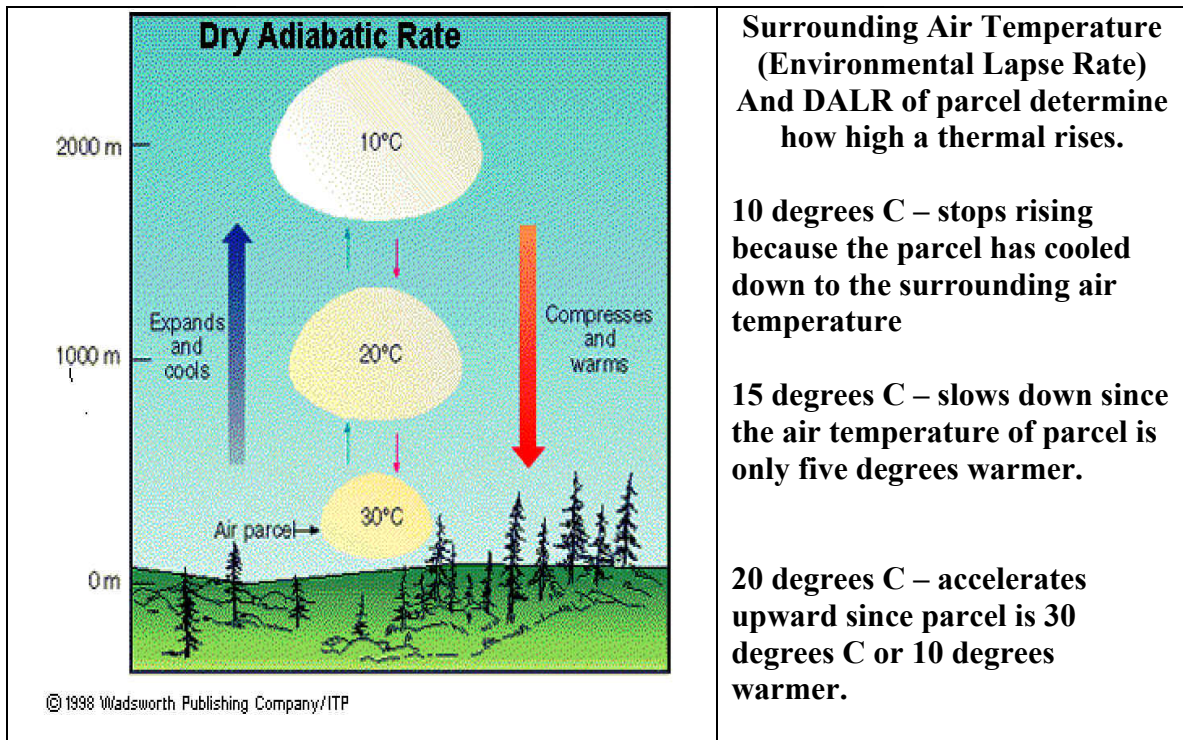 Dry Adiabatic Rate
2000 m
10°C
Expands
and
cools
Compresses
and
warms
1000 m
20°C
Air parcel
30°C
0 m
© 1998 Wadsworth Publishing Company/ITP
Surrounding Air Temperature
(Environmental Lapse Rate)
And DALR of parcel determine
how high a thermal rises.
10 degrees C – stops rising
because the parcel has cooled
down to the surrounding air
temperature
15 degrees C – slows down since
the air temperature of parcel is
only five degrees warmer.
20 degrees C – accelerates
upward since parcel is 30
degrees C or 10 degrees
warmer.